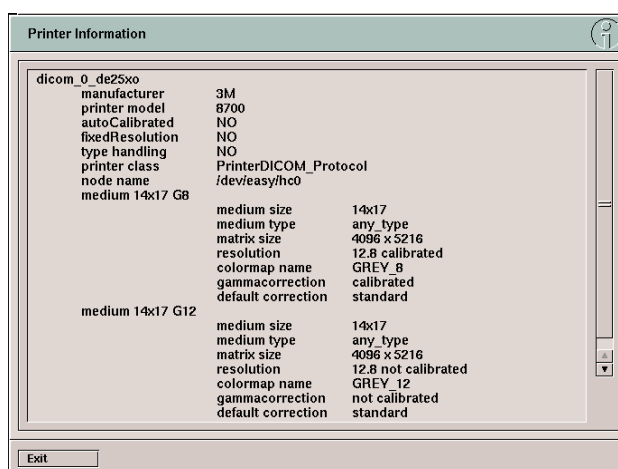 Printer Information
dicom_0_de25xo
manufacturer 3M
printer model 8700
autoCalibrated NO
fixedResolution NO
type handling NO
printer class PrinterDICOM_Protocol
node name /dev/easy/hc0
medium 14x17 G8
medium size 14x17
medium type any_type
matrix size 4096 x 5216
resolution 12.8 calibrated
colormap name GREY_8
gammacorrection calibrated
default correction standard
medium 14x17 G12
medium size 14x17
medium type any_type
matrix size 4096 x 5216
resolution 12.8 not calibrated
colormap name GREY_12
gammacorrection not calibrated
default correction standard
Exit